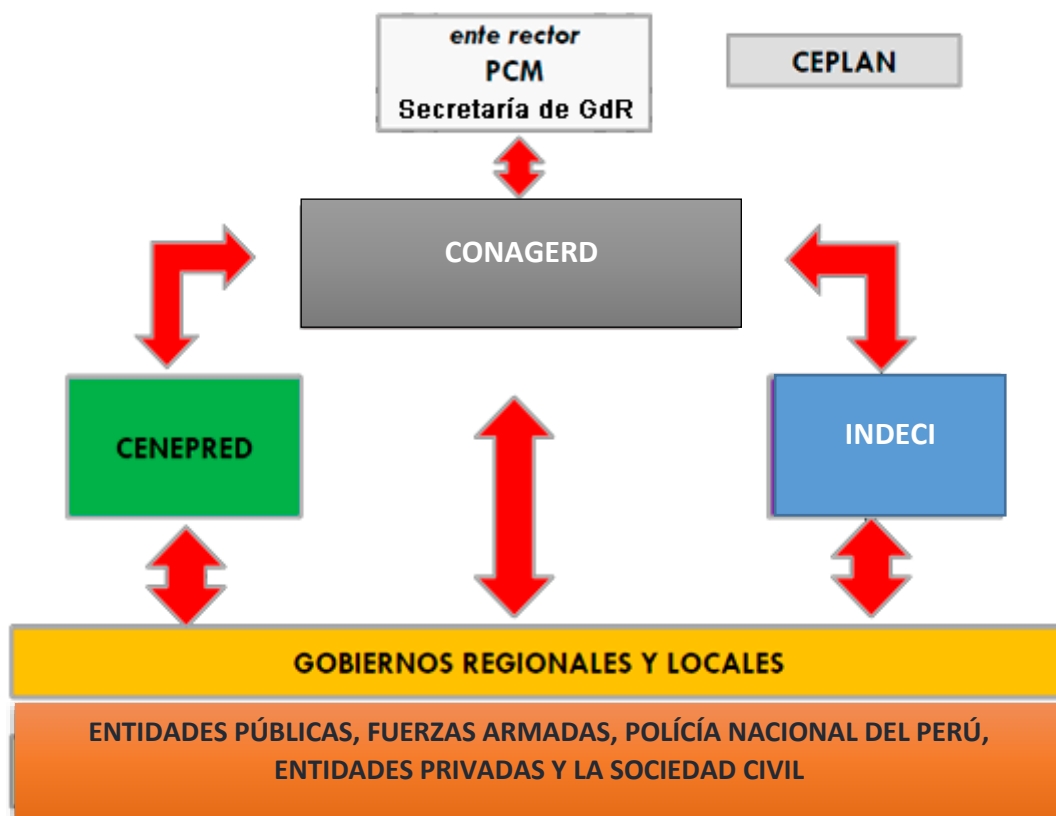 ente rector
PCM
Secretaría de GdR
CEPLAN
CONAGERD
CENEPRED
INDECI
GOBIERNOS REGIONALES Y LOCALES
ENTIDADES PÚBLICAS, FUERZAS ARMADAS, POLÍCÍA NACIONAL DEL PERÚ,
ENTIDADES PRIVADAS Y LA SOCIEDAD CIVIL